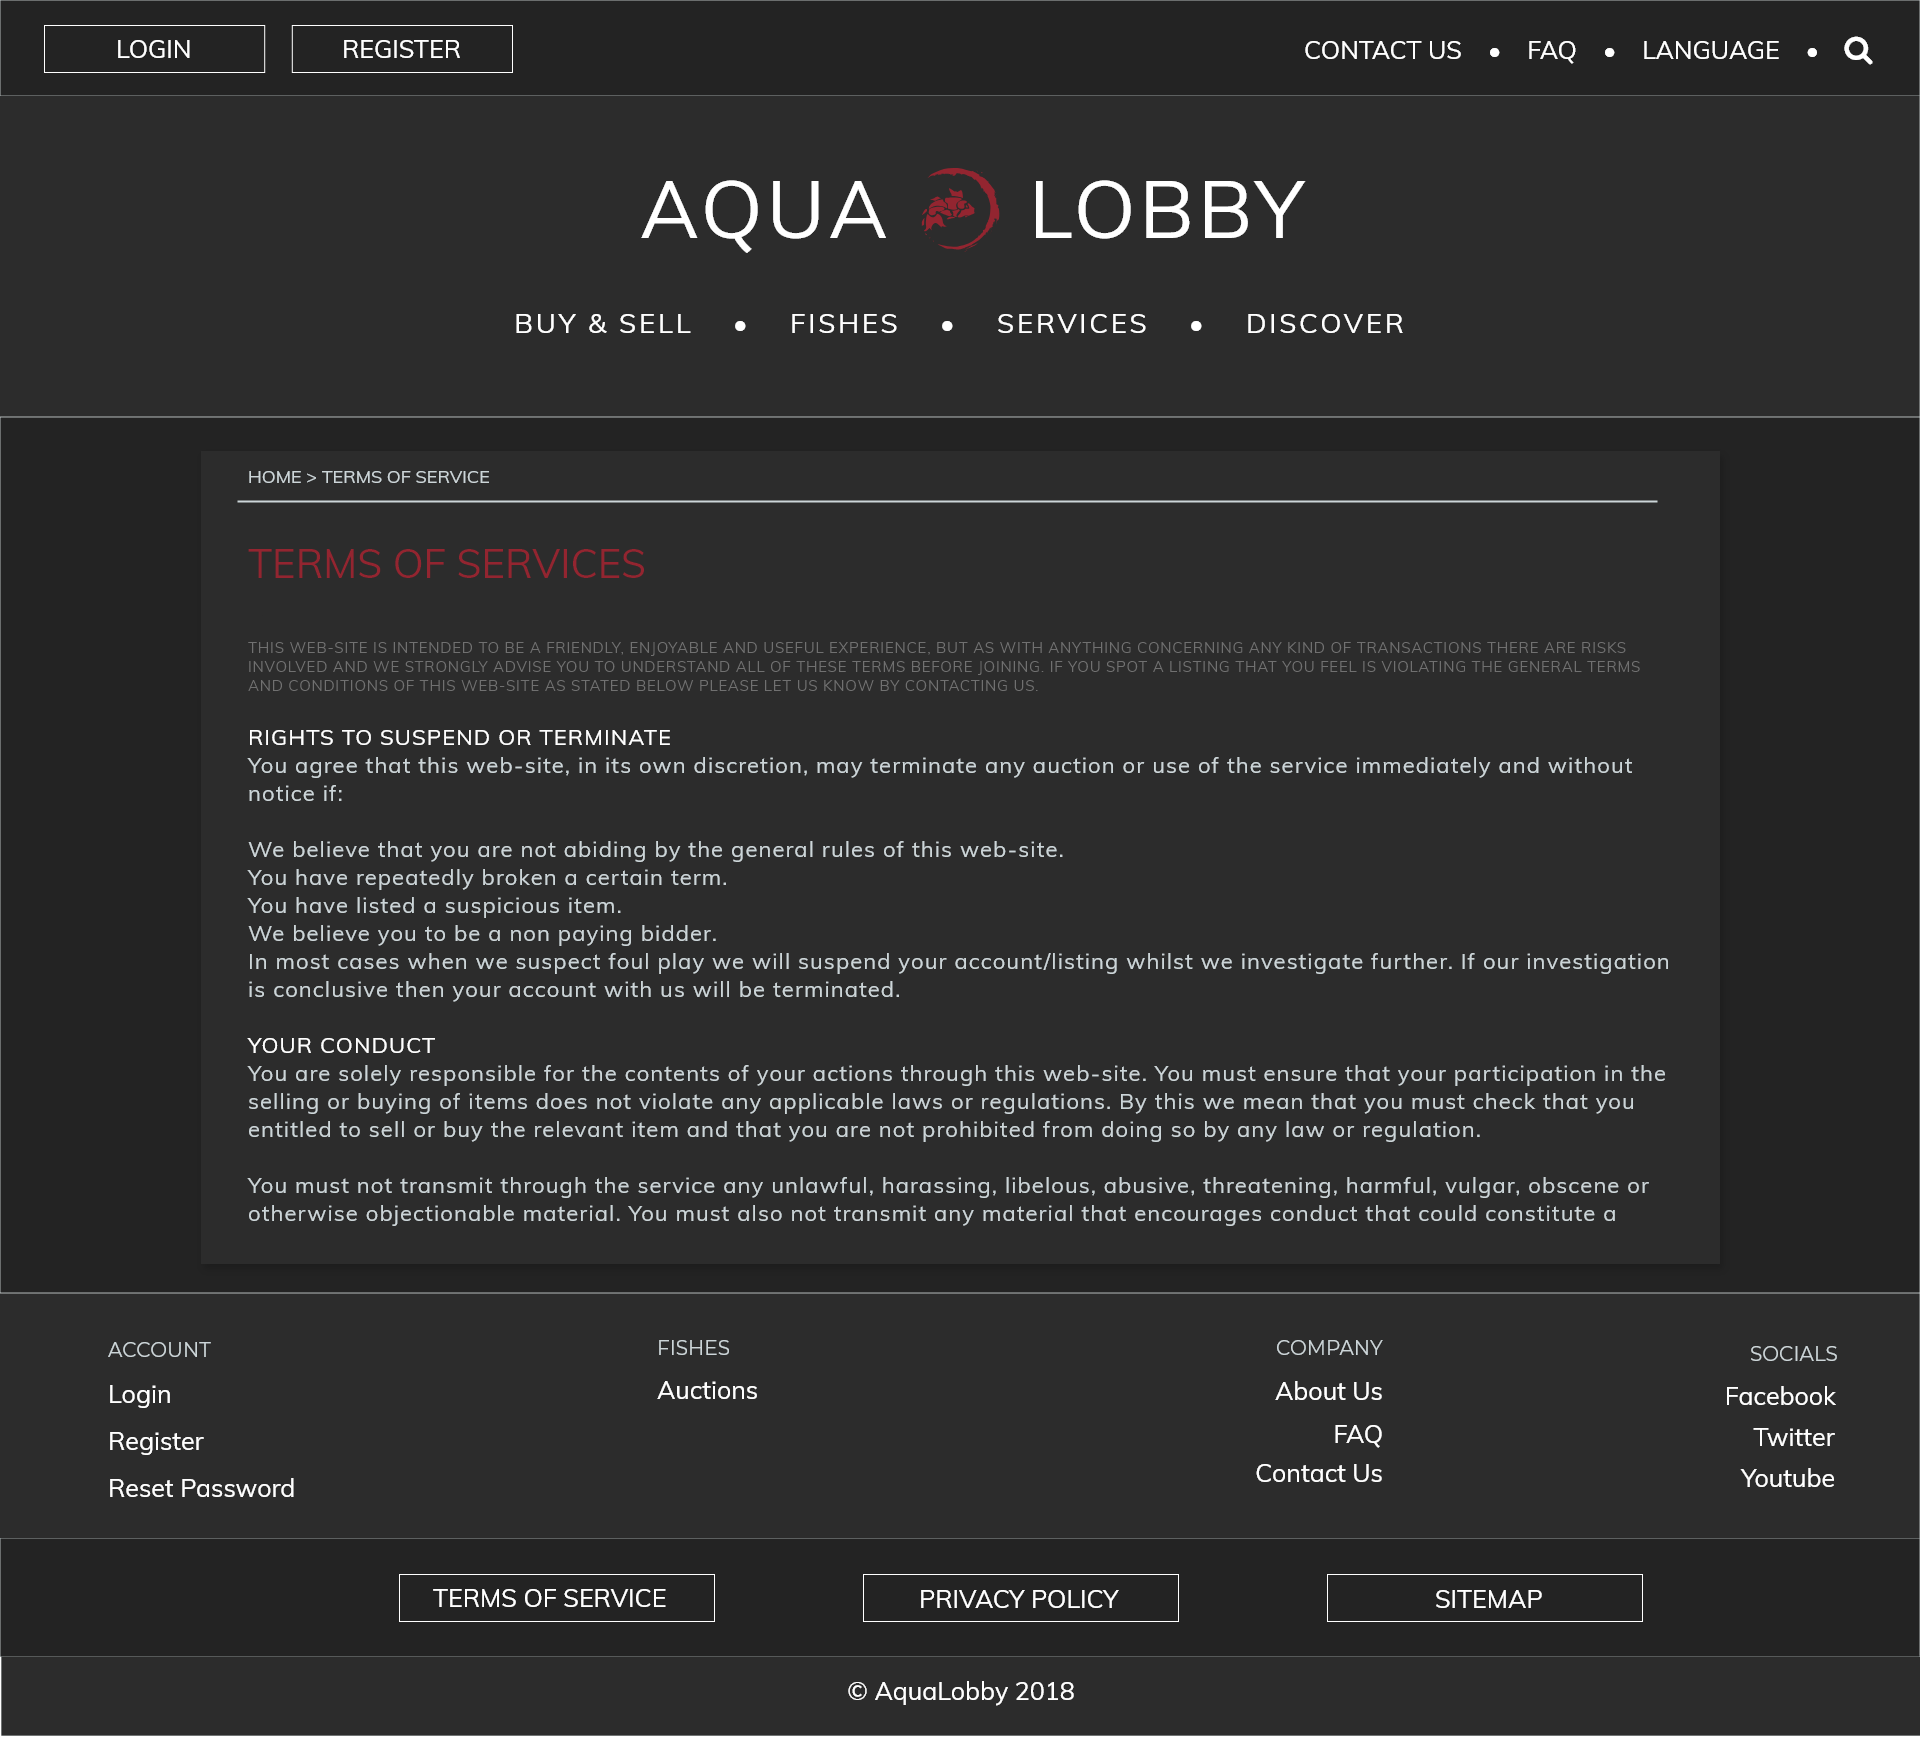 LOGIN
REGISTER
CONTACT US • FAQ • LANGUAGE •
AQUA LOBBY
BUY & SELL • FISHES • SERVICES • DISCOVER
HOME > TERMS OF SERVICE
TERMS OF SERVICES
THIS WEB-SITE IS INTENDED TO BE A FRIENDLY, ENJOYABLE AND USEFUL EXPERIENCE, BUT AS WITH ANYTHING CONCERNING ANY KIND OF TRANSACTIONS THERE ARE RISKS
INVOLVED AND WE STRONGLY ADVISE YOU TO UNDERSTAND ALL OF THESE TERMS BEFORE JOINING. IF YOU SPOT A LISTING THAT YOU FEEL IS VIOLATING THE GENERAL TERMS
AND CONDITIONS OF THIS WEB-SITE AS STATED BELOW PLEASE LET US KNOW BY CONTACTING US.
RIGHTS TO SUSPEND OR TERMINATE
You agree that this web-site, in its own discretion, may terminate any auction or use of the service immediately and without
notice if:
We believe that you are not abiding by the general rules of this web-site.
You have repeatedly broken a certain term.
You have listed a suspicious item.
We believe you to be a non paying bidder.
In most cases when we suspect foul play we will suspend your account/listing whilst we investigate further. If our investigation
is conclusive then your account with us will be terminated.
YOUR CONDUCT
You are solely responsible for the contents of your actions through this web-site. You must ensure that your participation in the
selling or buying of items does not violate any applicable laws or regulations. By this we mean that you must check that you
entitled to sell or buy the relevant item and that you are not prohibited from doing so by any law or regulation.
You must not transmit through the service any unlawful, harassing, libelous, abusive, threatening, harmful, vulgar, obscene or
otherwise objectionable material. You must also not transmit any material that encourages conduct that could constitute a
ACCOUNT
Login
Register
Reset Password
FISHES
Auctions
COMPANY
About Us
FAQ
Contact Us
SOCIALS
Facebook
Twitter
Youtube
TERMS OF SERVICE
PRIVACY POLICY
SITEMAP
© AquaLobby 2018